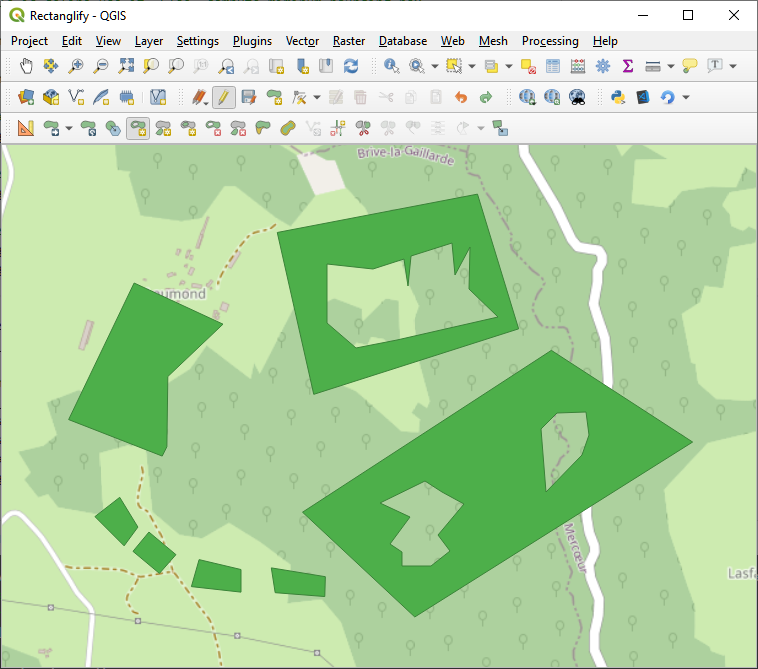 Rectanglify - QGIS
Project Edit View Layer Settings Plugins Vector Raster Database Web Mesh Processing Help
Brive-la Gaillarde
aumond
Mercœur
Lasfa